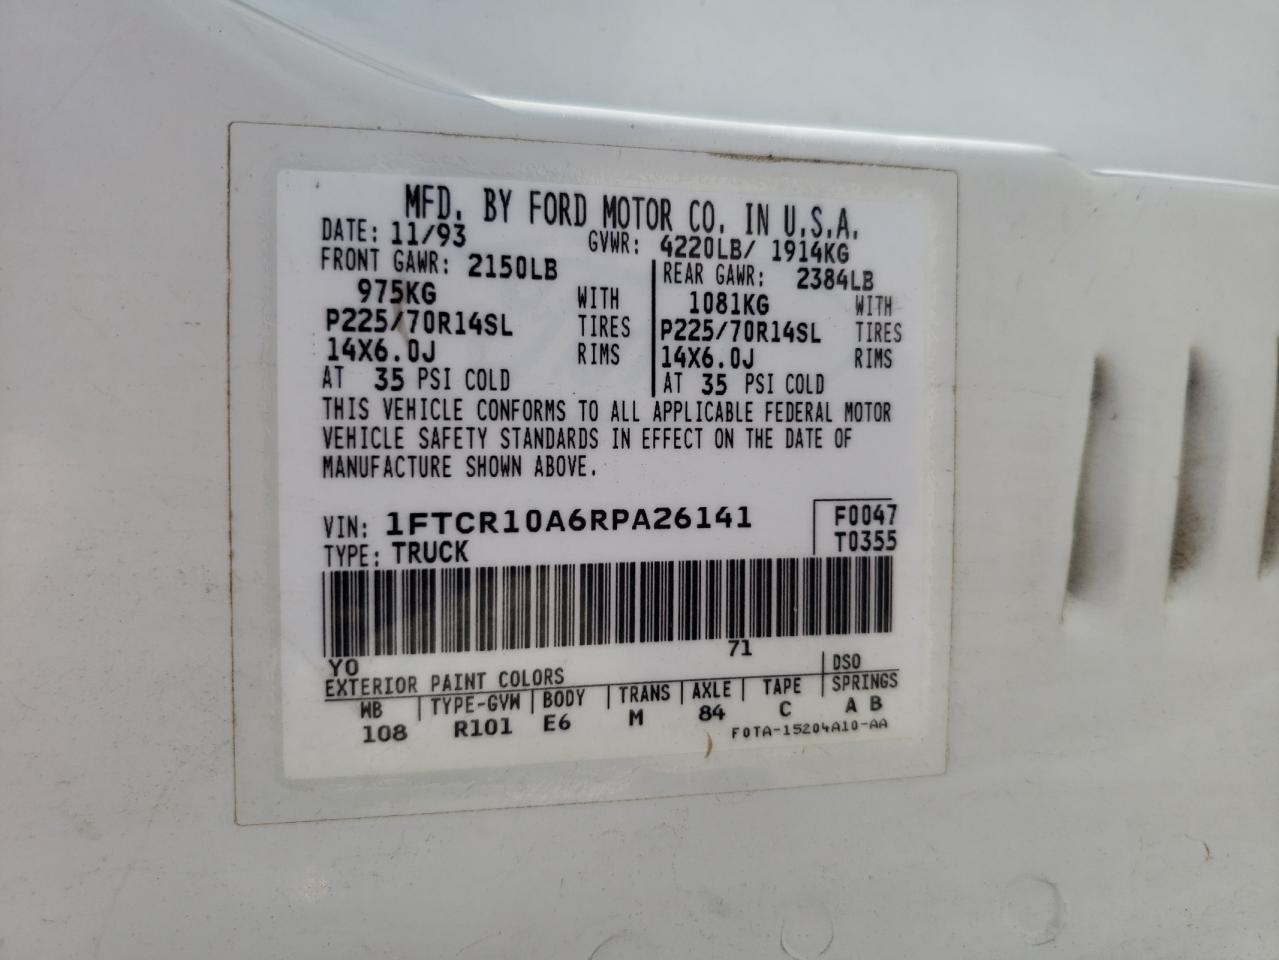 MFD. BY FORD MOTOR CO. IN U.S.A.
DATE: 11/93 GVWR: 4220LB/ 1914KG
FRONT GAWR: 2150LB REAR GAWR: 2384LB
975KG WITH 1081KG WITH
P225/70R14SL TIRES P225/70R14SL TIRES
14X6.0J RIMS 14X6.0J RIMS
AT 35 PSI COLD AT 35 PSI COLD
THIS VEHICLE CONFORMS TO ALL APPLICABLE FEDERAL MOTOR
VEHICLE SAFETY STANDARDS IN EFFECT ON THE DATE OF
MANUFACTURE SHOWN ABOVE.
VIN: 1FTCR10A6RPA26141 F0047
TYPE: TRUCK T0355
YO 71
EXTERIOR PAINT COLORS DSO
WB TYPE-GVW BODY TRANS AXLE TAPE SPRINGS
108 R101 E6 M 84 C A B
F0TA-15204A10-AA